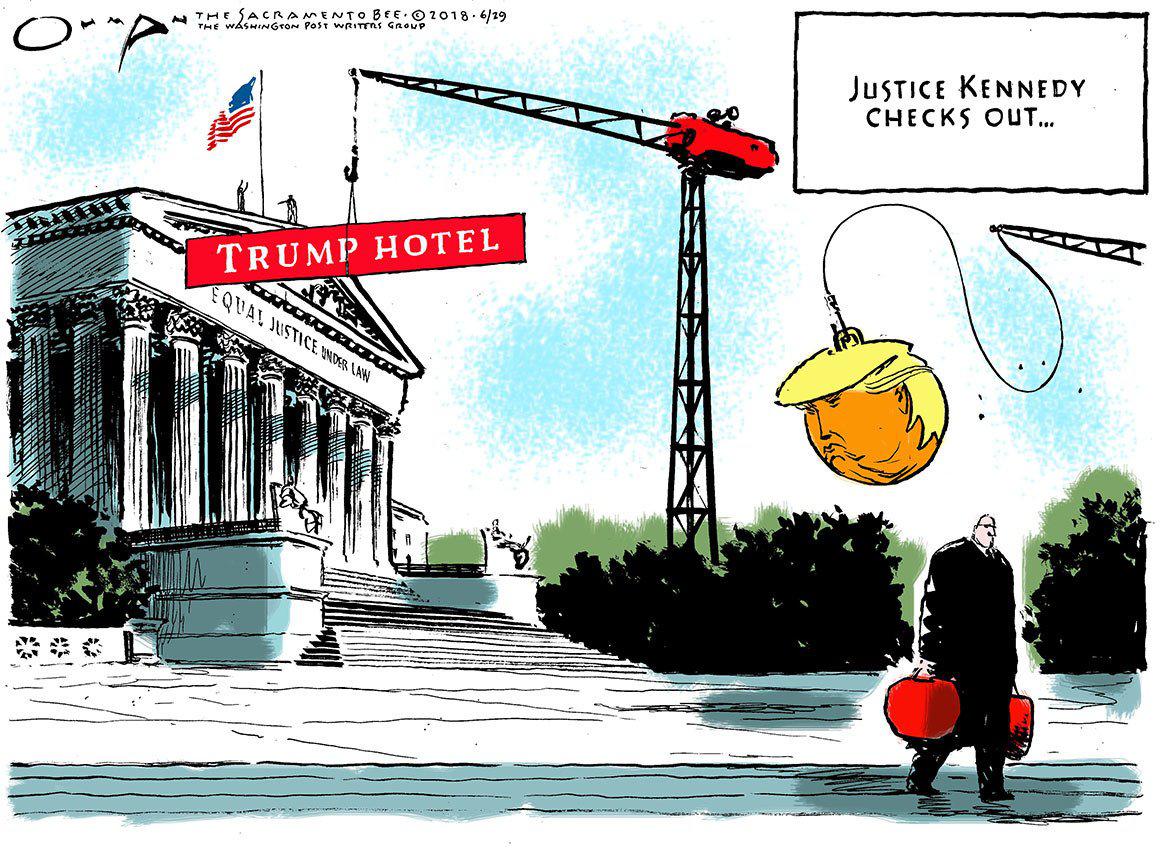 Ohman
THE SACRAMENTO BEE • © 2018 • 6/29
THE WASHINGTON POST WRITERS GROUP
JUSTICE KENNEDY
CHECKS OUT...
TRUMP HOTEL
EQUAL JUSTICE UNDER LAW